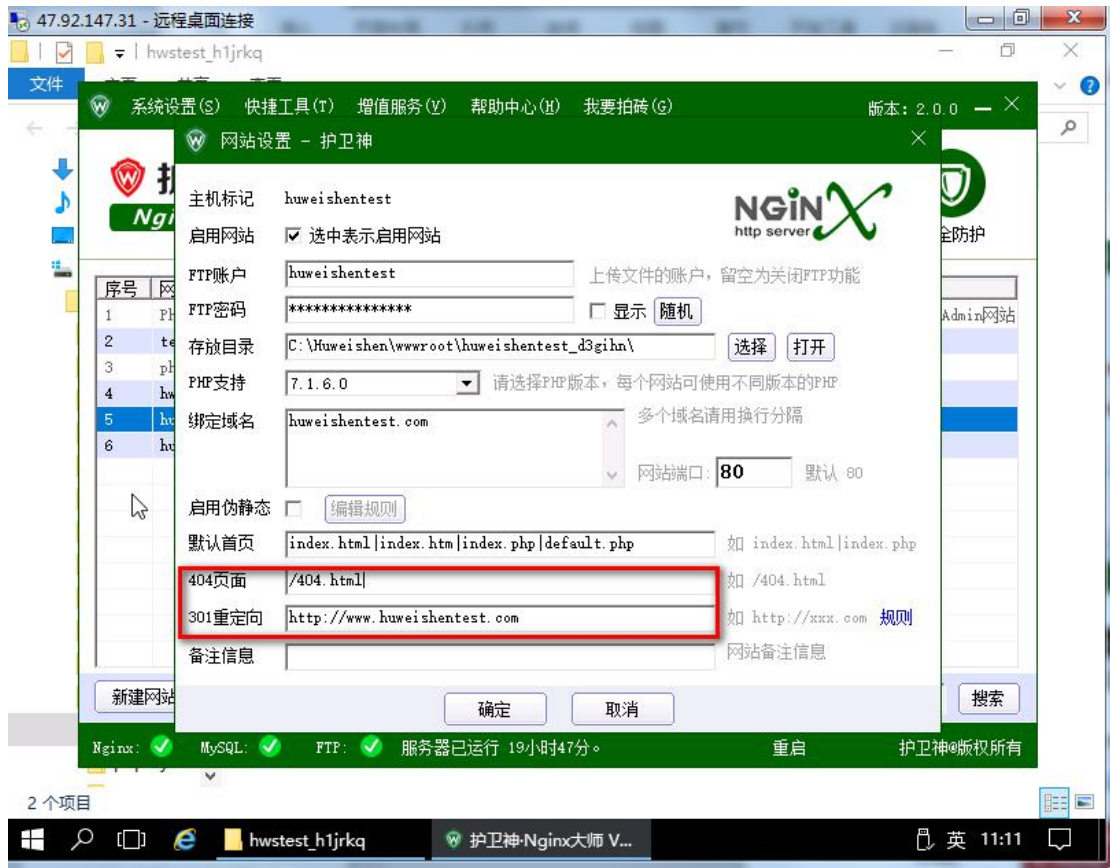 47.92.147.31 - 远程桌面连接
hwstest_h1jrkq
文件
系统设置(S) 快捷工具(T) 增值服务(V) 帮助中心(H) 我要拍砖(G) 版本: 2.0.0
网站设置 - 护卫神
主机标记 huweishentest
NGiNX
http server
启用网站 选中表示启用网站
全防护
FTP账户 huweishentest 上传文件的账户，留空为关闭FTP功能
序号
FTP密码 *************** 显示 随机
1 Admin网站
存放目录 C:\Huweishen\wwwroot\huweishentest_d3gihn\ 选择 打开
2 te
3 ph
PHP支持 7.1.6.0 请选择PHP版本，每个网站可使用不同版本的PHP
4 hw
5 hu
绑定域名 huweishentest.com 多个域名请用换行分隔
6 hu
网站端口: 80 默认 80
启用伪静态 编辑规则
默认首页 index.html|index.htm|index.php|default.php 如 index.html|index.php
404页面 /404.html 如 /404.html
301重定向 http://www.huweishentest.com 如 http://xxx.com 规则
备注信息 网站备注信息
新建网站 确定 取消 搜索
Nginx: MySQL: FTP: 服务器已运行 19小时47分。 重启 护卫神@版权所有
2 个项目
hwstest_h1jrkq 护卫神·Nginx大师 V... 英 11:11